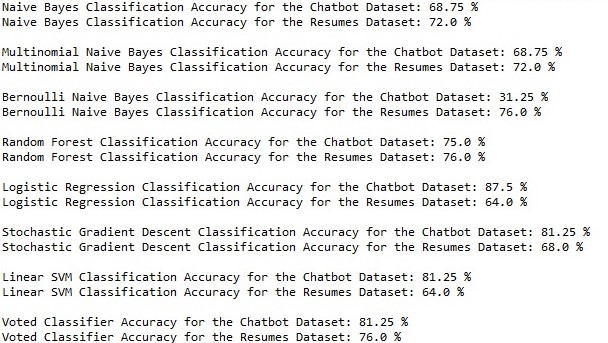 Naive Bayes Classification Accuracy for the Chatbot Dataset: 68.75 %
Naive Bayes Classification Accuracy for the Resumes Dataset: 72.0 %
Multinomial Naive Bayes Classification Accuracy for the Chatbot Dataset: 68.75 %
Multinomial Naive Bayes Classification Accuracy for the Resumes Dataset: 72.0 %
Bernoulli Naive Bayes Classification Accuracy for the Chatbot Dataset: 31.25 %
Bernoulli Naive Bayes Classification Accuracy for the Resumes Dataset: 76.0 %
Random Forest Classification Accuracy for the Chatbot Dataset: 75.0 %
Random Forest Classification Accuracy for the Resumes Dataset: 76.0 %
Logistic Regression Classification Accuracy for the Chatbot Dataset: 87.5 %
Logistic Regression Classification Accuracy for the Resumes Dataset: 64.0 %
Stochastic Gradient Descent Classification Accuracy for the Chatbot Dataset: 81.25 %
Stochastic Gradient Descent Classification Accuracy for the Resumes Dataset: 68.0 %
Linear SVM Classification Accuracy for the Chatbot Dataset: 81.25 %
Linear SVM Classification Accuracy for the Resumes Dataset: 64.0 %
Voted Classifier Accuracy for the Chatbot Dataset: 81.25 %
Voted Classifier Accuracy for the Resumes Dataset: 76.0 %